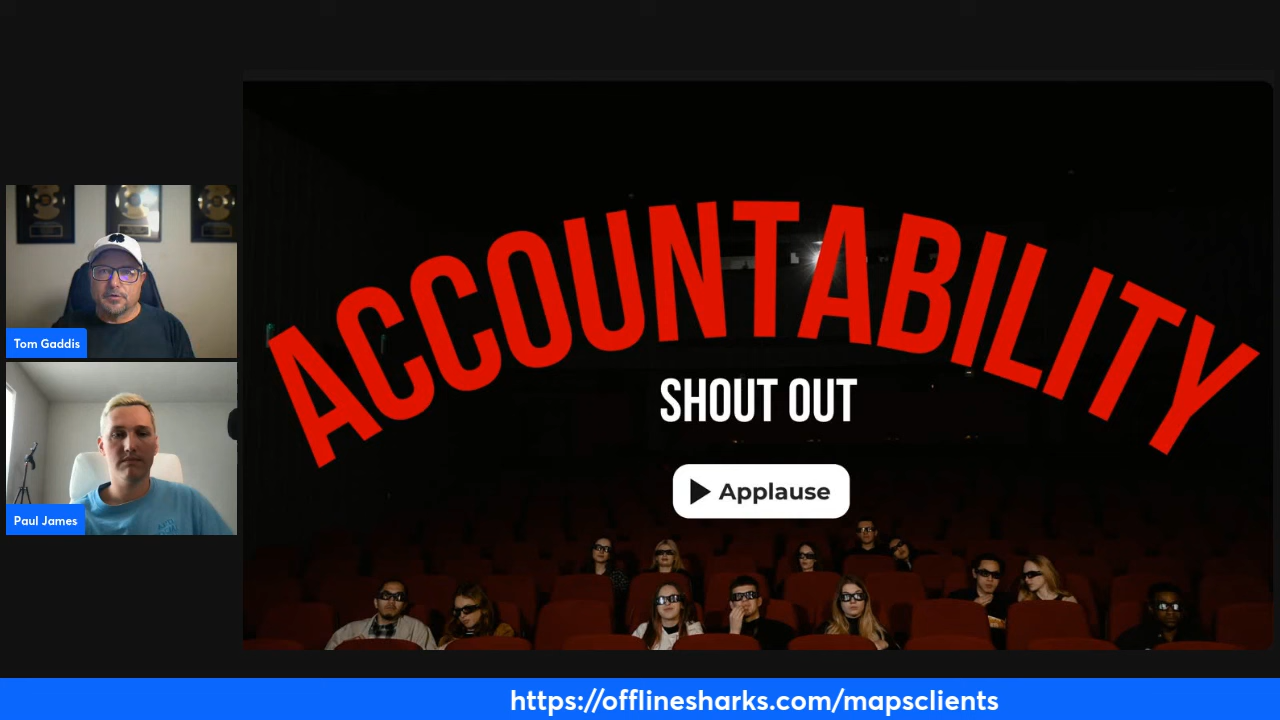 Tom Gaddis
Paul James
ACCOUNTABILITY
SHOUT OUT
Applause
https://offlinesharks.com/mapsclients